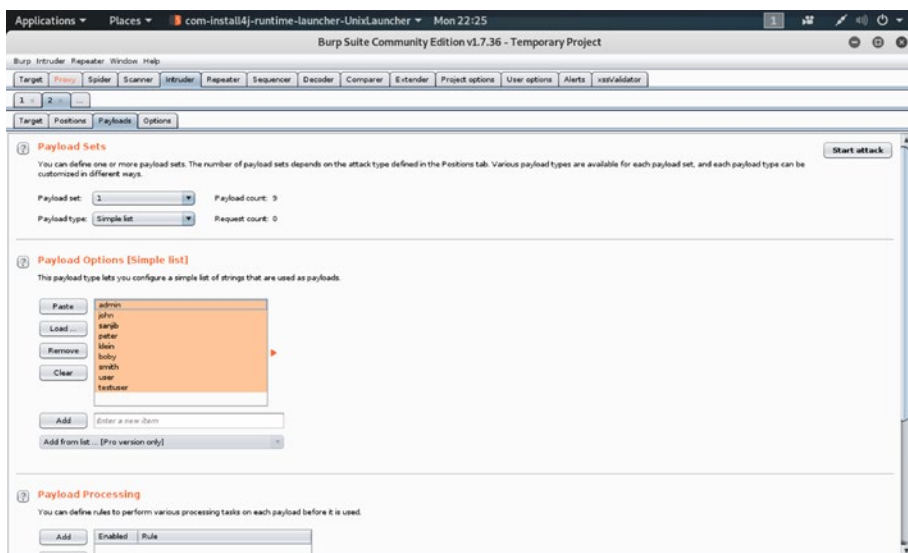 Applications Places com-install4j-runtime-launcher-UnixLauncher Mon 22:25 1
Burp Suite Community Edition v1.7.36 - Temporary Project
Burp Intruder Repeater Window Help
Target Proxy Spider Scanner Intruder Repeater Sequencer Decoder Comparer Extender Project options User options Alerts xssValidator
1 × 2 × ...
Target Positions Payloads Options
? Payload Sets
Start attack
You can define one or more payload sets. The number of payload sets depends on the attack type defined in the Positions tab. Various payload types are available for each payload set, and each payload type can be
customized in different ways.
Payload set: 1 Payload count: 9
Payload type: Simple list Request count: 0
? Payload Options [Simple list]
This payload type lets you configure a simple list of strings that are used as payloads.
Paste
Load ...
Remove
Clear
admin
john
sanjib
peter
klein
boby
smith
user
testuser
Add Enter a new item
Add from list ... [Pro version only]
? Payload Processing
You can define rules to perform various processing tasks on each payload before it is used.
Add Enabled Rule